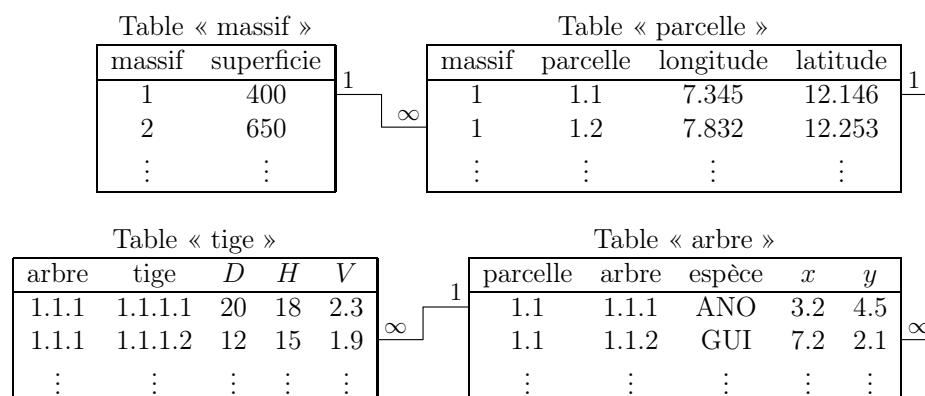 Table « massif » Table « parcelle »
massif superficie massif parcelle longitude latitude
1 400 1 1 1.1 7.345 12.146 1
2 650 ∞ 1 1.2 7.832 12.253
⋮ ⋮ ⋮ ⋮ ⋮ ⋮
Table « tige » Table « arbre »
arbre tige D H V parcelle arbre espèce x y
1.1.1 1.1.1.1 20 18 2.3 1 1.1 1.1.1 ANO 3.2 4.5
1.1.1 1.1.1.2 12 15 1.9 ∞ 1.1 1.1.2 GUI 7.2 2.1 ∞
⋮ ⋮ ⋮ ⋮ ⋮ ⋮ ⋮ ⋮ ⋮ ⋮